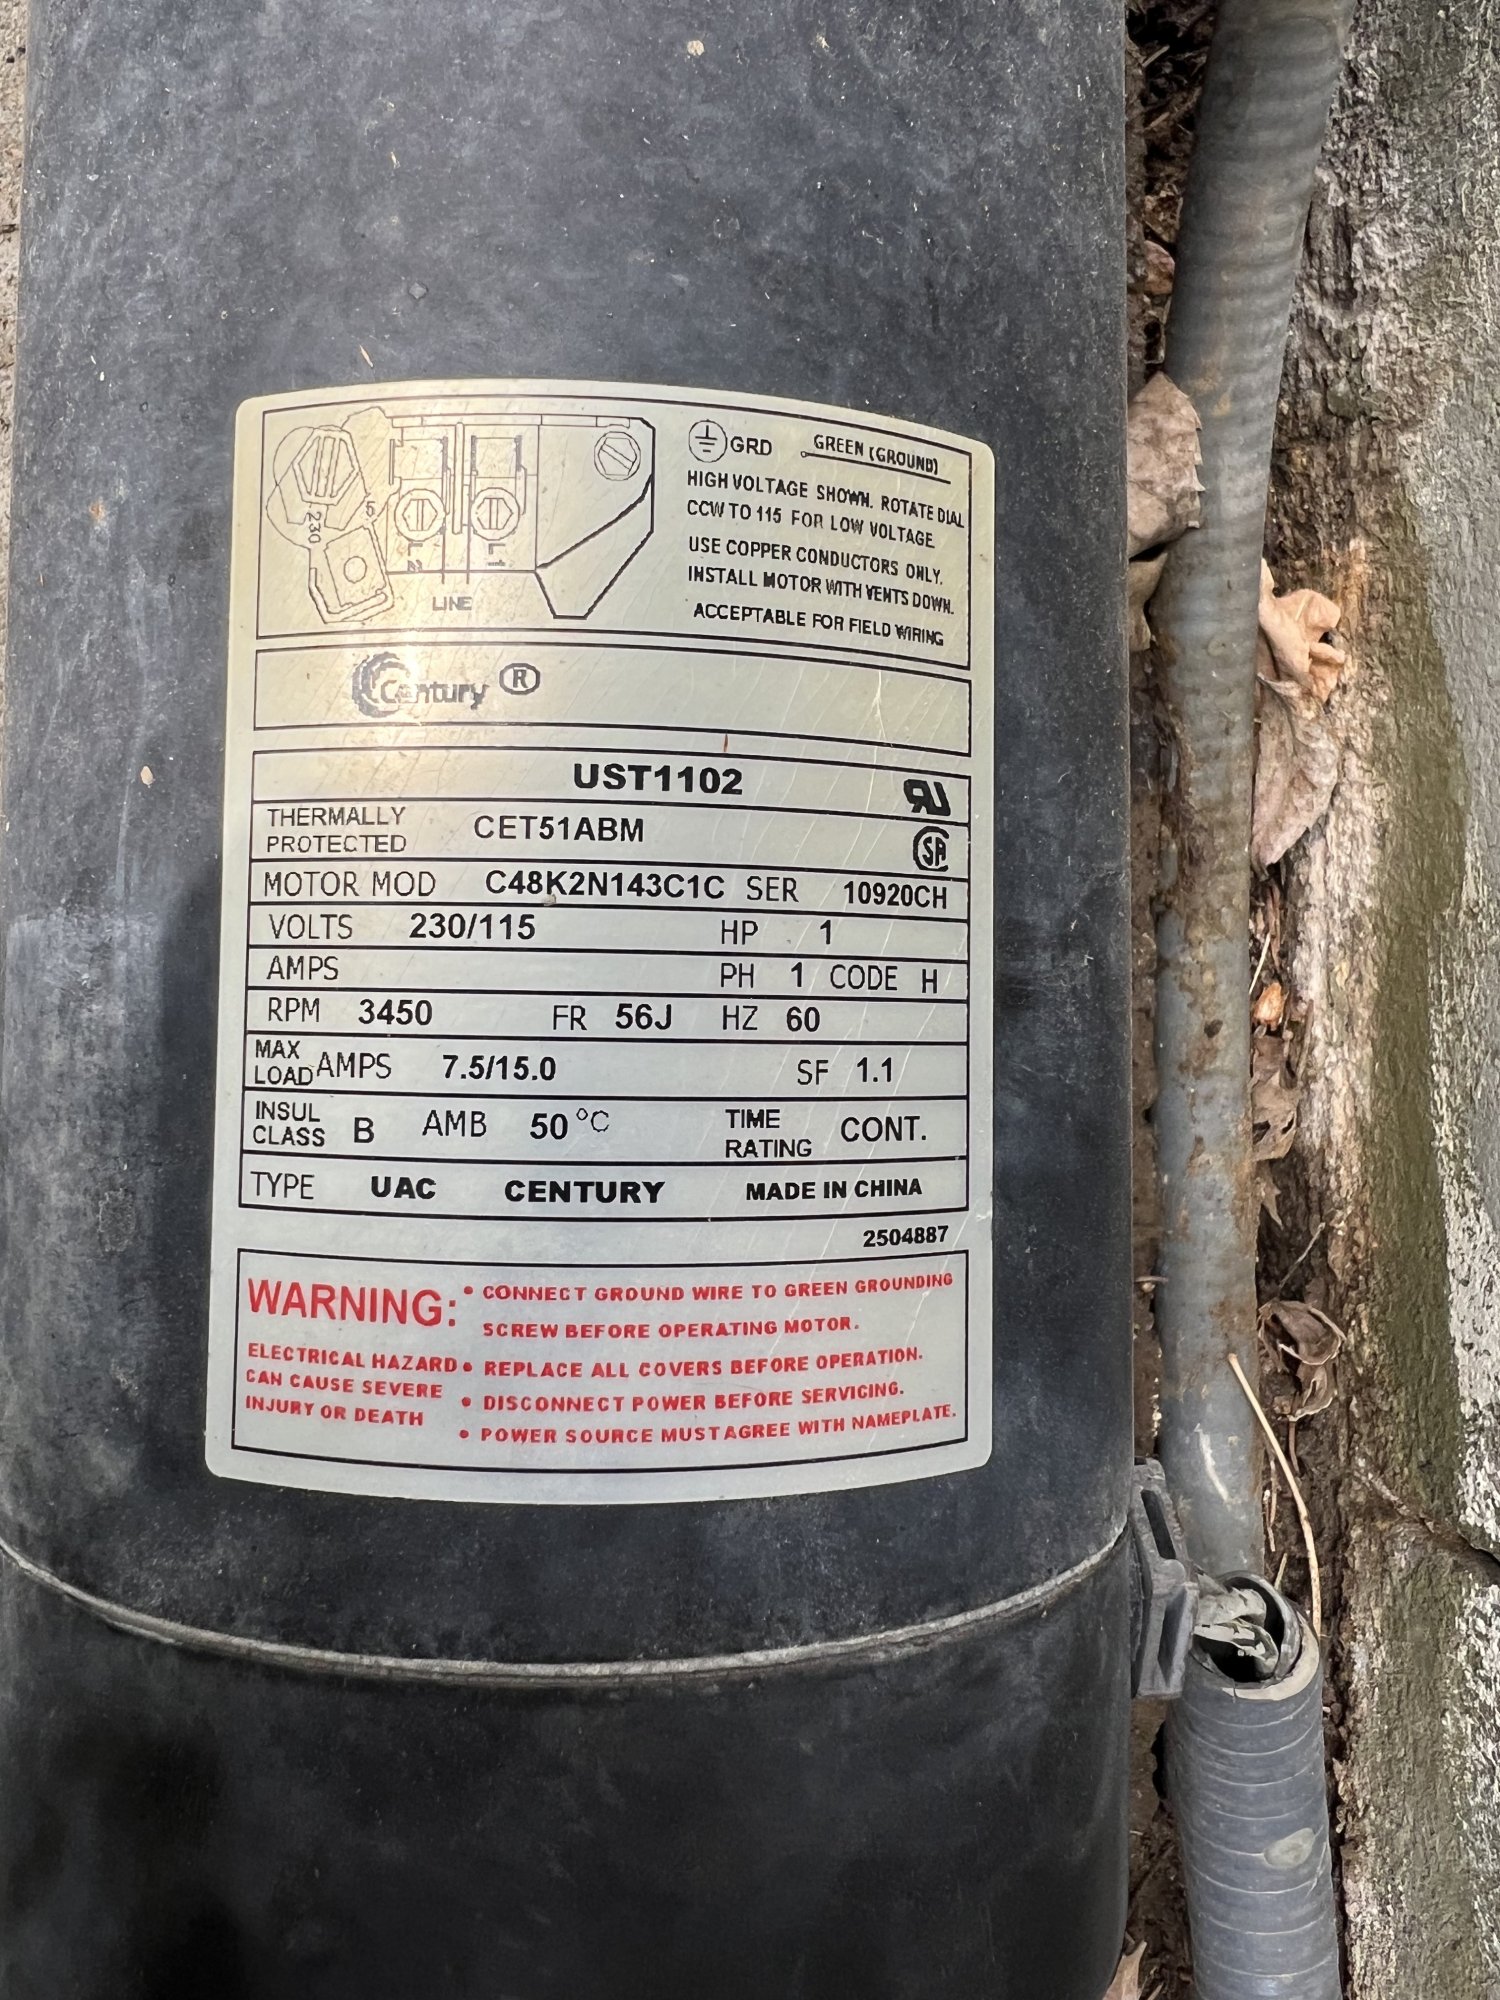 GRD GREEN (GROUND)
HIGH VOLTAGE SHOWN. ROTATE DIAL
CCW TO 115 FOR LOW VOLTAGE
USE COPPER CONDUCTORS ONLY.
INSTALL MOTOR WITH VENTS DOWN.
ACCEPTABLE FOR FIELD WIRING
230
5
L2 L1
LINE
Century ®
UST1102
THERMALLY PROTECTED CET51ABM
MOTOR MOD C48K2N143C1C SER 10920CH
VOLTS 230/115 HP 1
AMPS PH 1 CODE H
RPM 3450 FR 56J HZ 60
MAX LOAD AMPS 7.5/15.0 SF 1.1
INSUL CLASS B AMB 50 °C TIME RATING CONT.
TYPE UAC CENTURY MADE IN CHINA
2504887
WARNING:
ELECTRICAL HAZARD
CAN CAUSE SEVERE
INJURY OR DEATH
• CONNECT GROUND WIRE TO GREEN GROUNDING
SCREW BEFORE OPERATING MOTOR.
• REPLACE ALL COVERS BEFORE OPERATION.
• DISCONNECT POWER BEFORE SERVICING.
• POWER SOURCE MUST AGREE WITH NAMEPLATE.